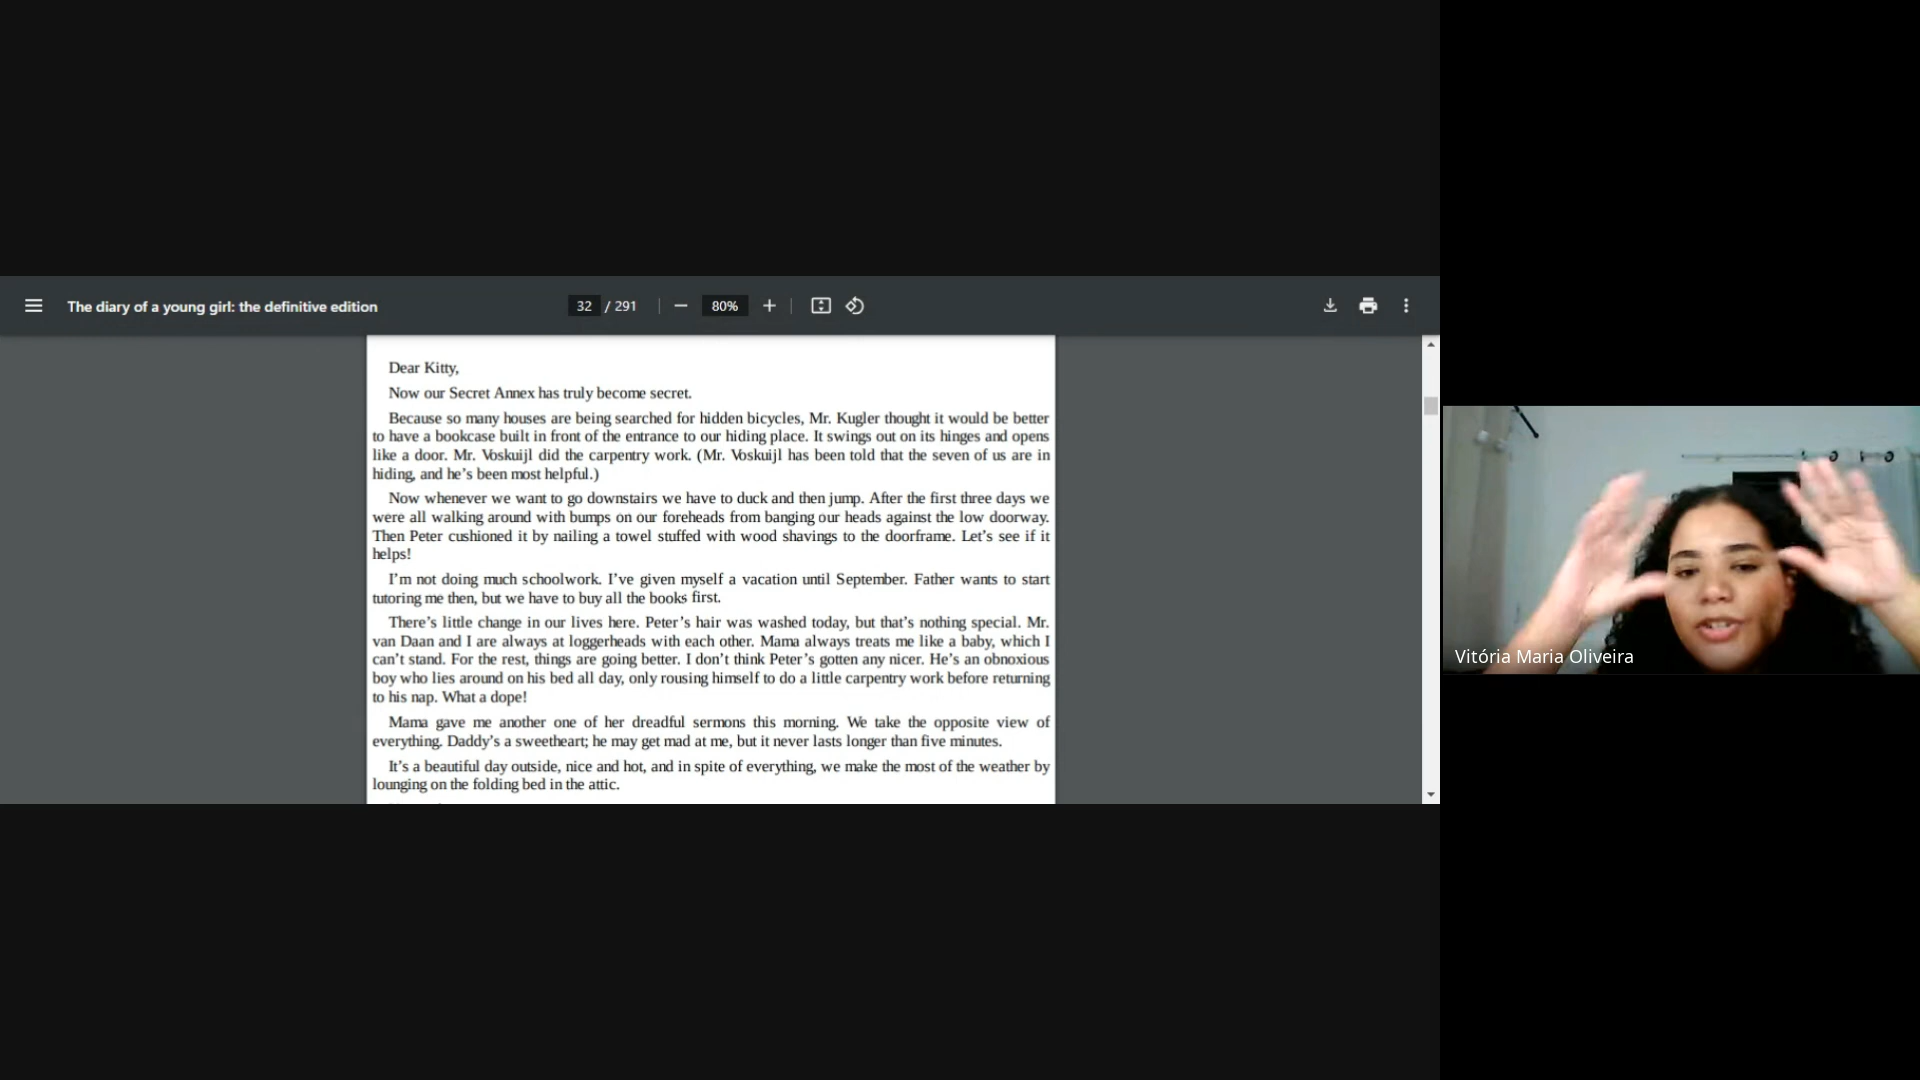 The diary of a young girl: the definitive edition
32 / 291
80%
Dear Kitty,
Now our Secret Annex has truly become secret.
Because so many houses are being searched for hidden bicycles, Mr. Kugler thought it would be better
to have a bookcase built in front of the entrance to our hiding place. It swings out on its hinges and opens
like a door. Mr. Voskuijl did the carpentry work. (Mr. Voskuijl has been told that the seven of us are in
hiding, and he’s been most helpful.)
Now whenever we want to go downstairs we have to duck and then jump. After the first three days we
were all walking around with bumps on our foreheads from banging our heads against the low doorway.
Then Peter cushioned it by nailing a towel stuffed with wood shavings to the doorframe. Let’s see if it
helps!
I’m not doing much schoolwork. I’ve given myself a vacation until September. Father wants to start
tutoring me then, but we have to buy all the books first.
There’s little change in our lives here. Peter’s hair was washed today, but that’s nothing special. Mr.
van Daan and I are always at loggerheads with each other. Mama always treats me like a baby, which I
can’t stand. For the rest, things are going better. I don’t think Peter’s gotten any nicer. He’s an obnoxious
boy who lies around on his bed all day, only rousing himself to do a little carpentry work before returning
to his nap. What a dope!
Mama gave me another one of her dreadful sermons this morning. We take the opposite view of
everything. Daddy’s a sweetheart; he may get mad at me, but it never lasts longer than five minutes.
It’s a beautiful day outside, nice and hot, and in spite of everything, we make the most of the weather by
lounging on the folding bed in the attic.
Vitória Maria Oliveira